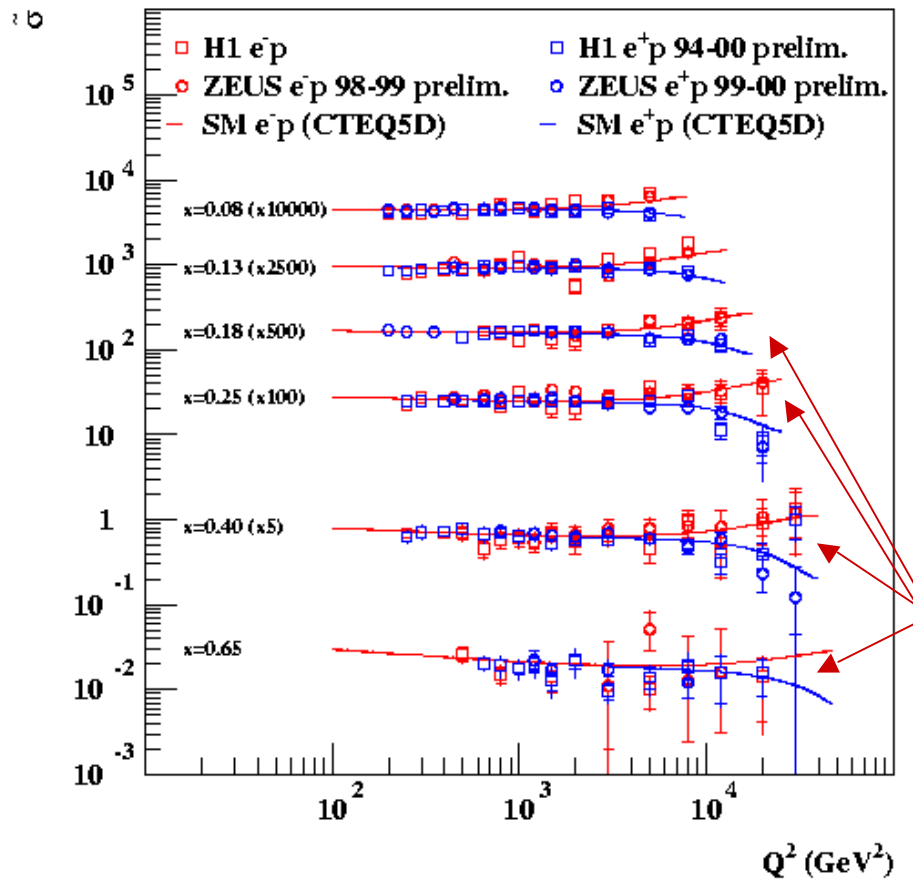 σ̃
H1 e⁻p
H1 e⁺p 94-00 prelim.
ZEUS e⁻p 98-99 prelim.
ZEUS e⁺p 99-00 prelim.
SM e⁻p (CTEQ5D)
SM e⁺p (CTEQ5D)
10⁵
10⁴
x=0.08 (x10000)
10³
x=0.13 (x2500)
x=0.18 (x500)
10²
x=0.25 (x100)
10
1
x=0.40 (x5)
10⁻¹
x=0.65
10⁻²
10⁻³
10²
10³
10⁴
Q² (GeV²)